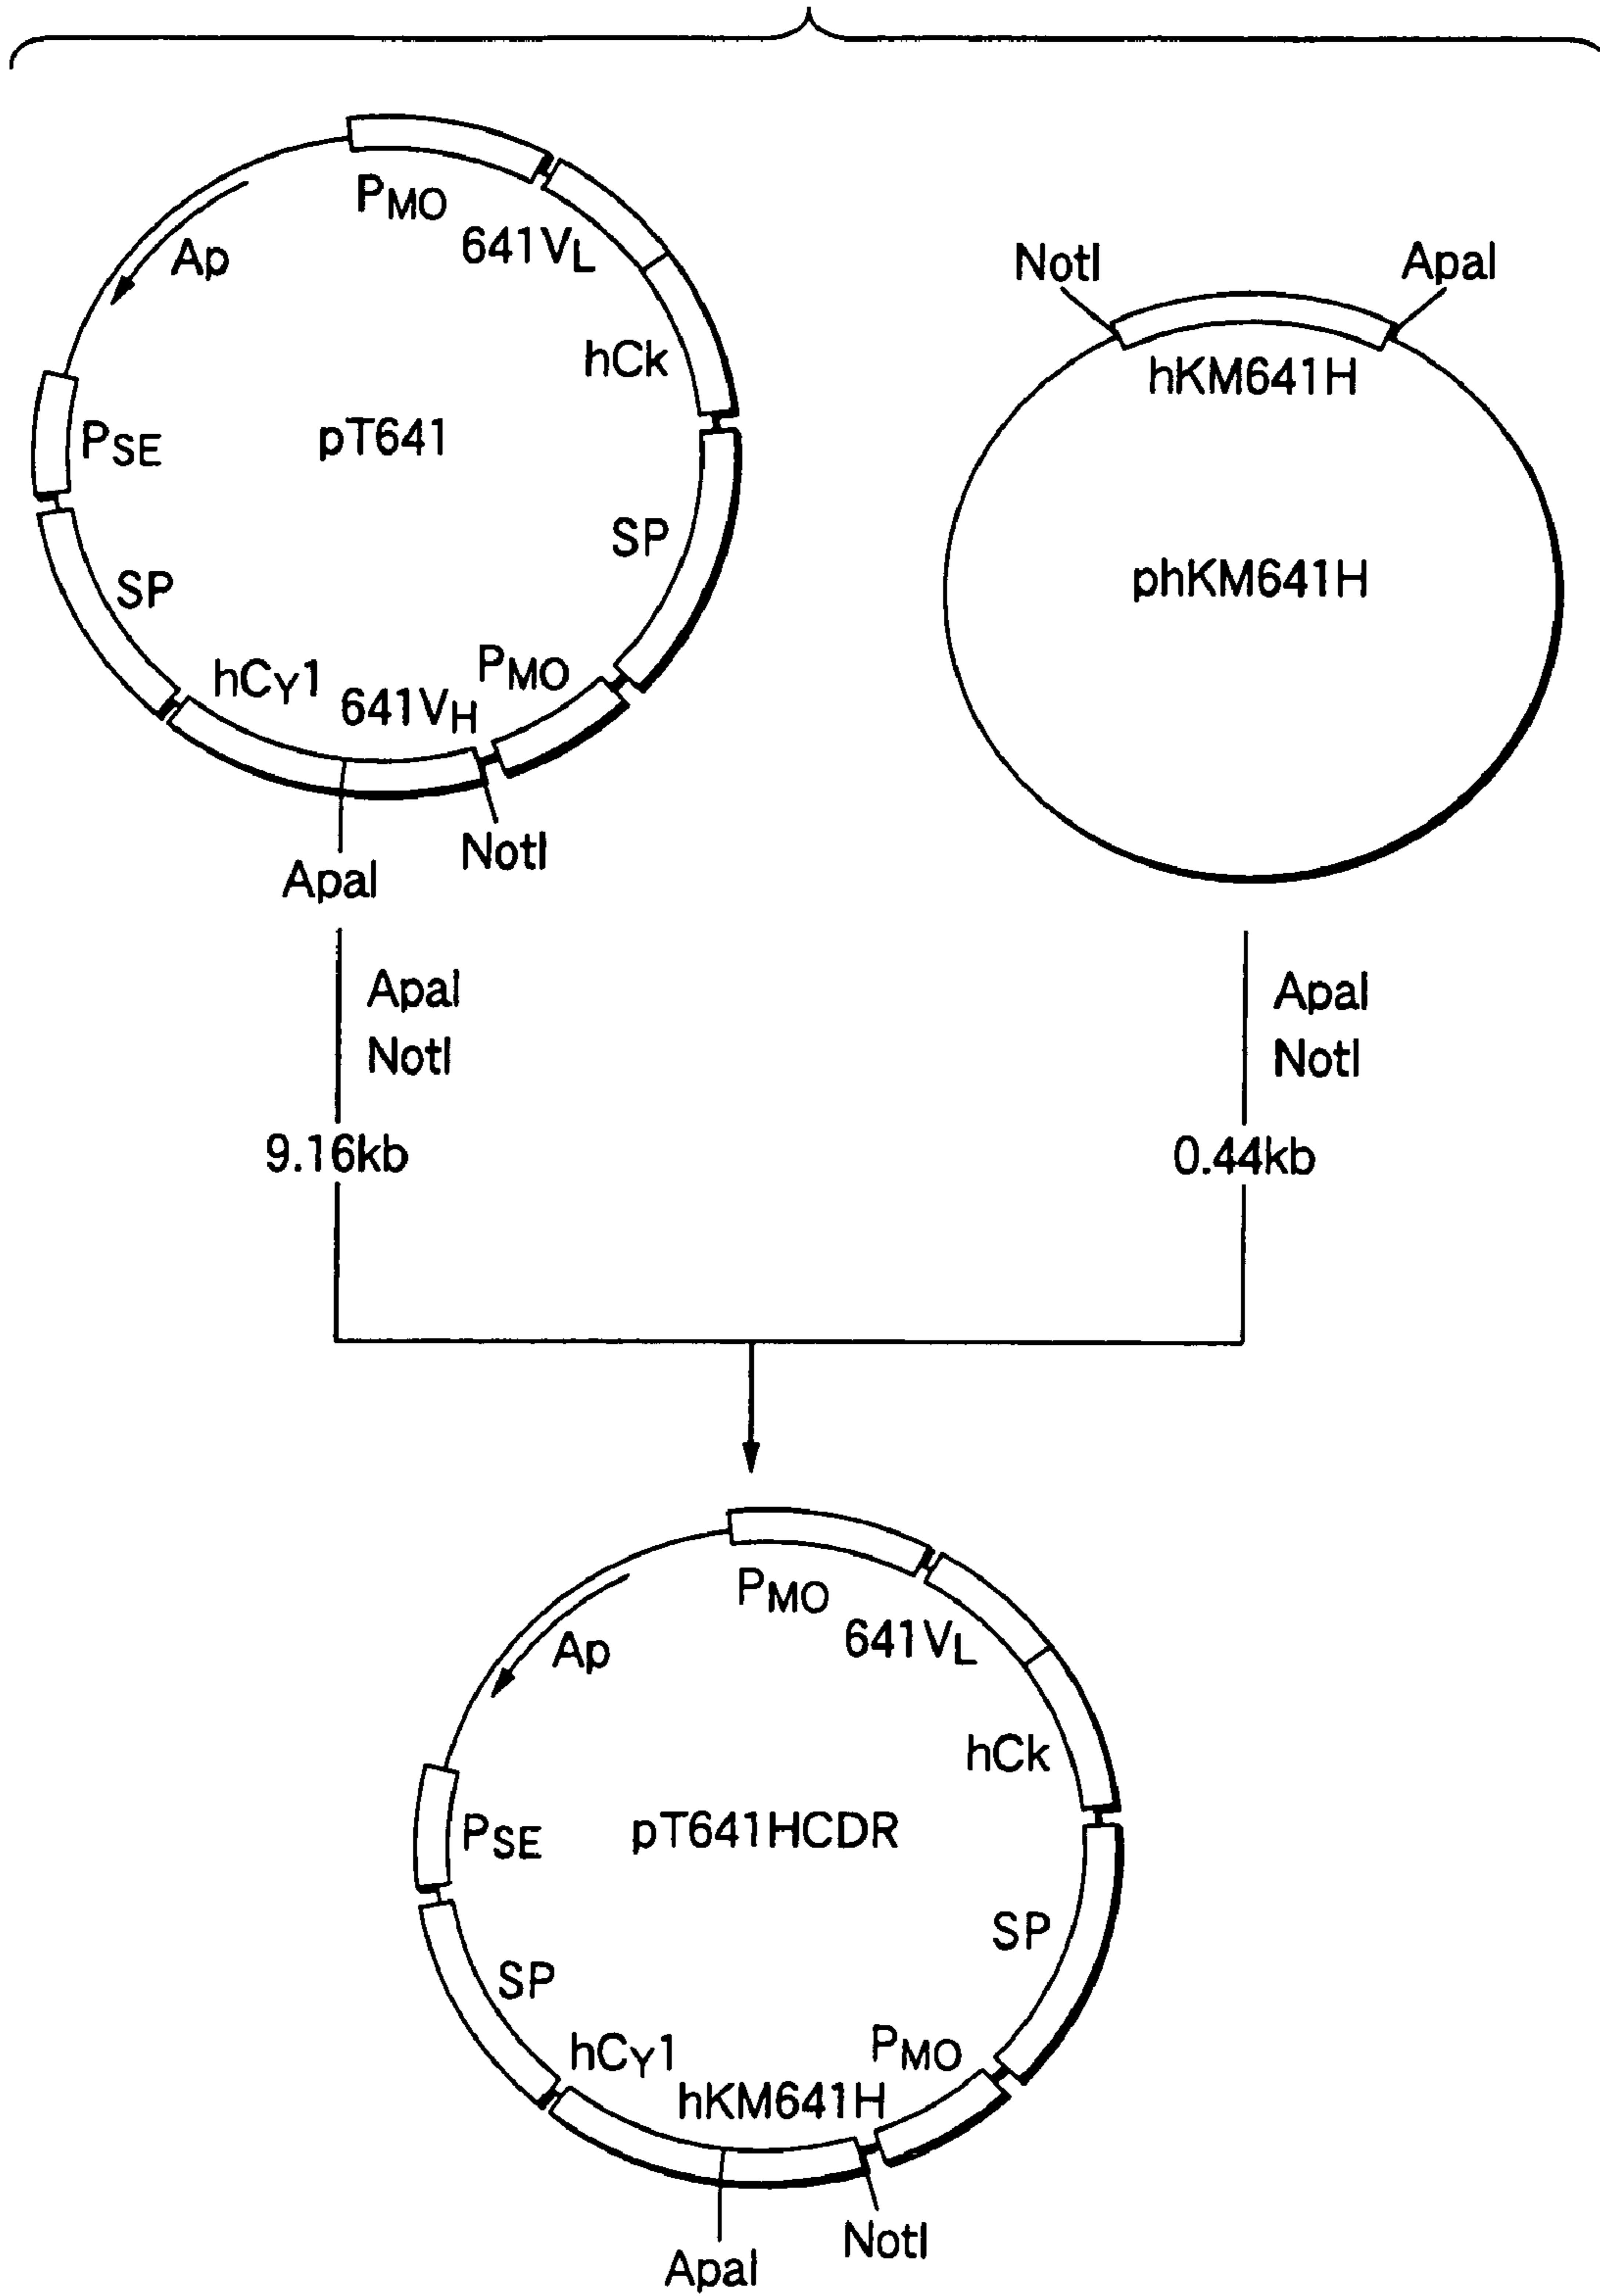 PMO
641VL
Ap
hCk
PSE
pT641
SP
SP
PMO
hCγ1
641VH
NotI
ApaI
NotI
ApaI
hKM641H
phKM641H
ApaI
NotI
9.16kb
ApaI
NotI
0.44kb
PMO
641VL
Ap
hCk
PSE
pT641HCDR
SP
SP
PMO
hCγ1
hKM641H
NotI
ApaI